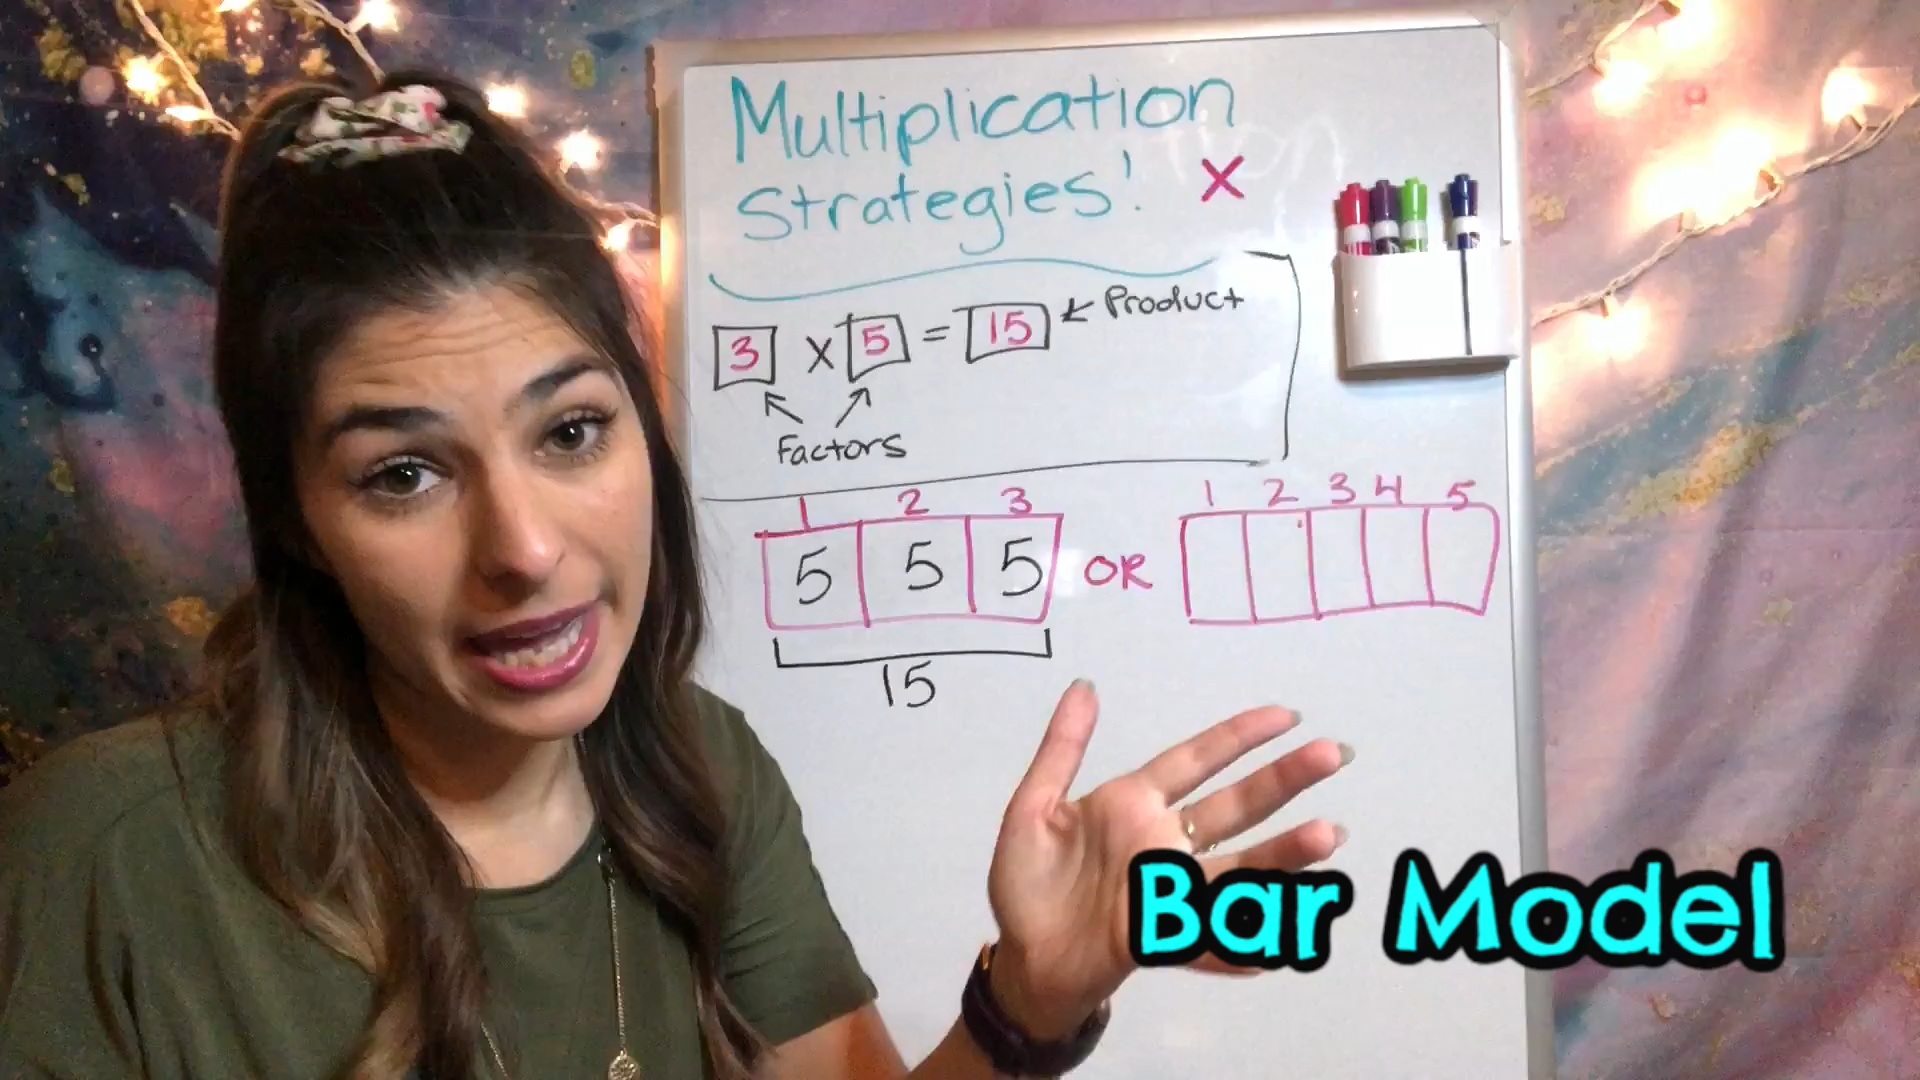 Multiplication
Strategies! X
3 x 5 = 15 ← Product
Factors
1 2 3
5 5 5
OR
1 2 3 4 5
15
Bar Model